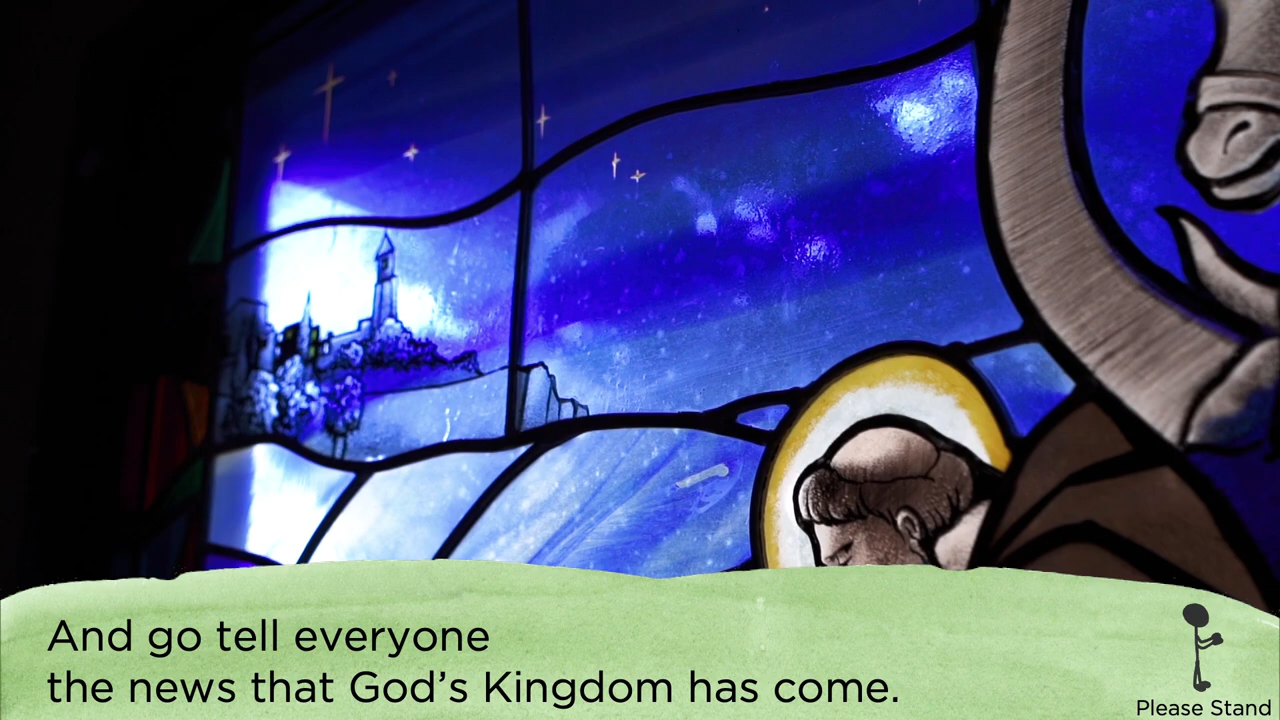 And go tell everyone
the news that God’s Kingdom has come.
Please Stand